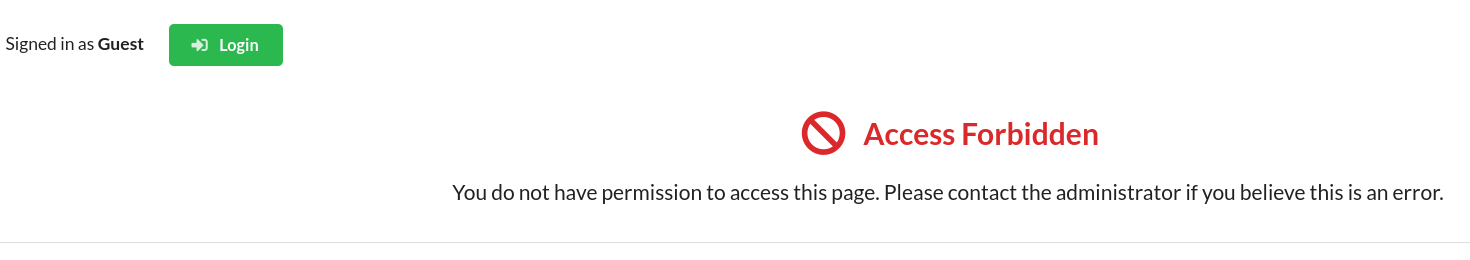 Signed in as Guest
Login
Access Forbidden
You do not have permission to access this page. Please contact the administrator if you believe this is an error.